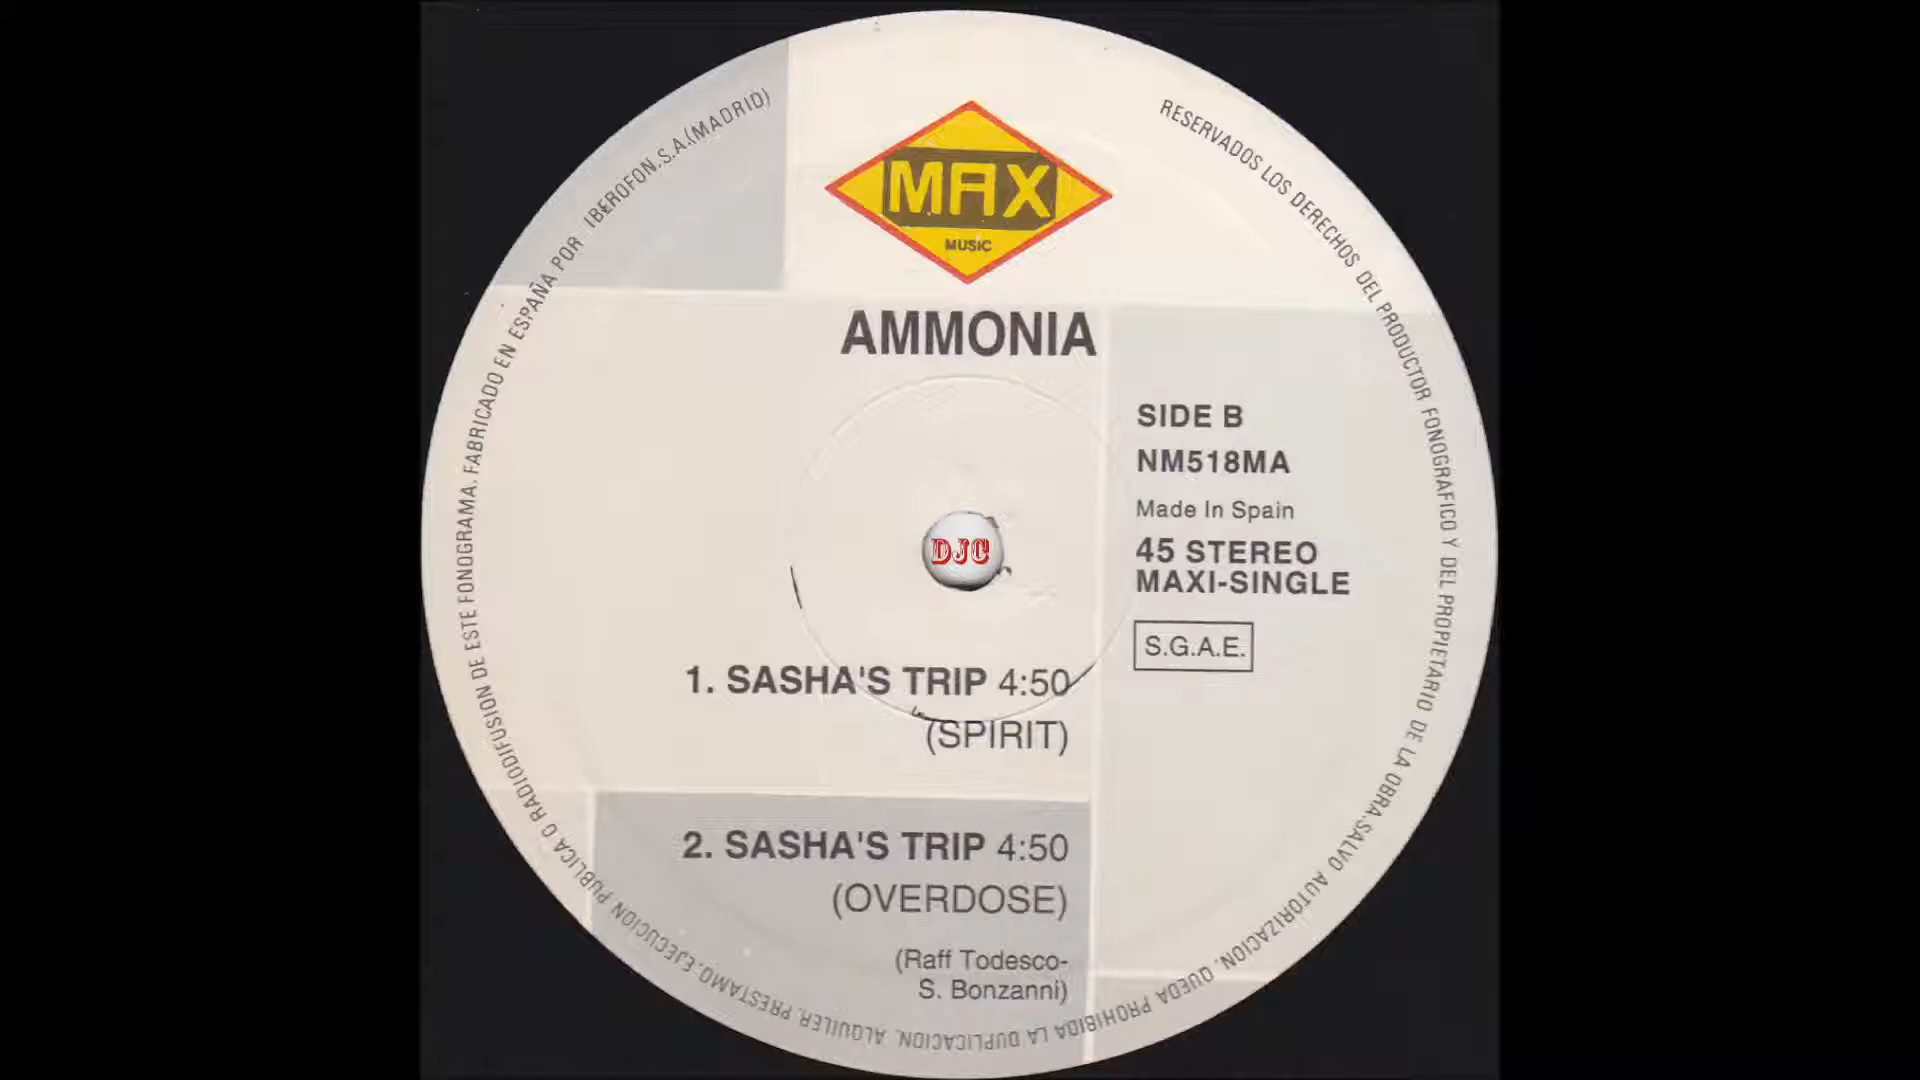 MAX
MUSIC
AMMONIA
SIDE B
NM518MA
Made In Spain
45 STEREO
MAXI-SINGLE
S.G.A.E.
DJC
1. SASHA'S TRIP 4:50
(SPIRIT)
2. SASHA'S TRIP 4:50
(OVERDOSE)
(Raff Todesco-
S. Bonzanni)
RESERVADOS LOS DERECHOS DEL PRODUCTOR FONOGRAFICO Y DEL PROPIETARIO DE LA OBRA.SALVO AUTORIZACION, QUEDA PROHIBIDA LA DUPLICACION, ALQUILER, PRESTAMO, EJECUCION PUBLICA O RADIODIFUSION DE ESTE FONOGRAMA. FABRICADO EN ESPAÑA POR IBEROFON.S.A.(MADRID)